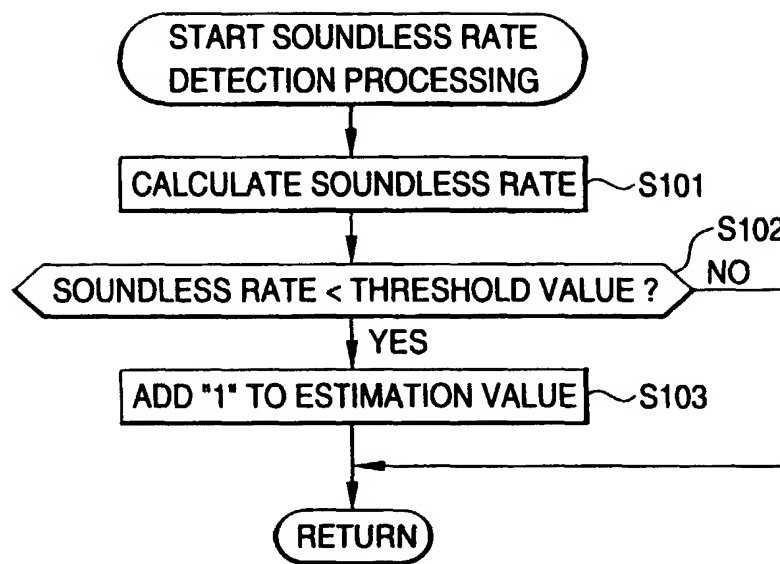 START SOUNDLESS RATE
DETECTION PROCESSING
CALCULATE SOUNDLESS RATE
S101
S102
SOUNDLESS RATE < THRESHOLD VALUE ?
NO
YES
ADD "1" TO ESTIMATION VALUE
S103
RETURN